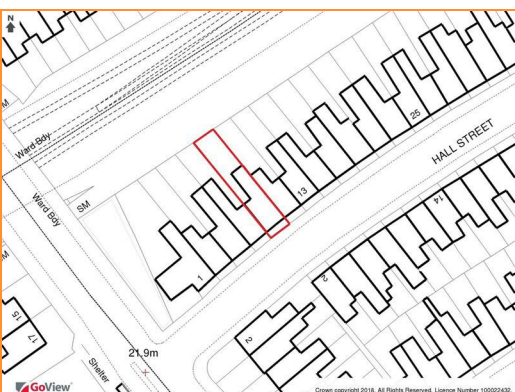 N
M
Ward Bdy
Ward Bdy
SM
M
1
13
25
HALL STREET
14
2
2
15
17
21.9m
Shelter
GoView
Crown copyright 2018. All Rights Reserved. Licence Number 100022432